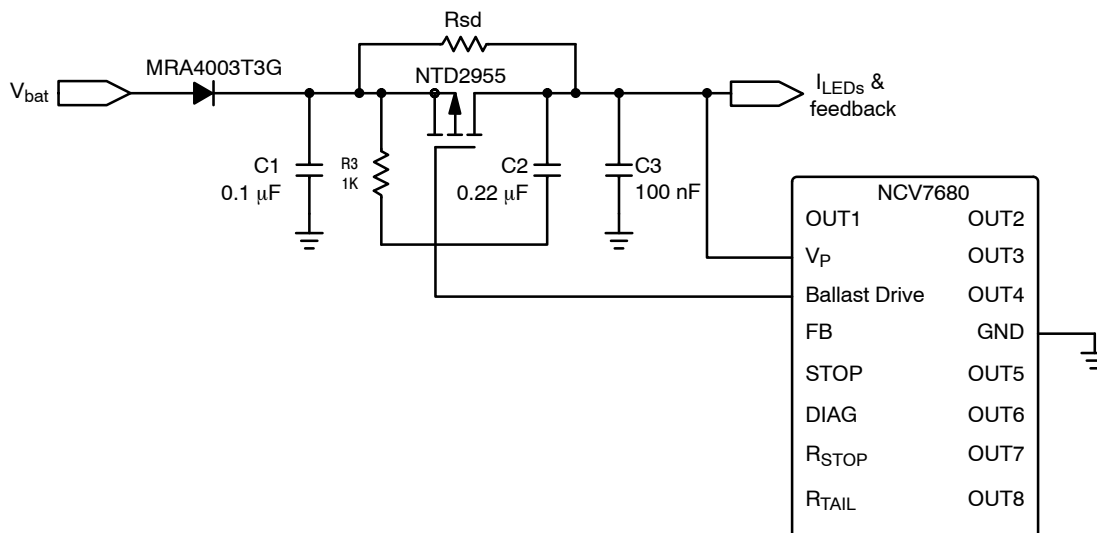 Rsd
MRA4003T3G
NTD2955
V_bat
I_LEDs &
feedback
C1
0.1 μF
R3
1K
C2
0.22 μF
C3
100 nF
NCV7680
OUT1 OUT2
V_P OUT3
Ballast Drive OUT4
FB GND
STOP OUT5
DIAG OUT6
R_STOP OUT7
R_TAIL OUT8